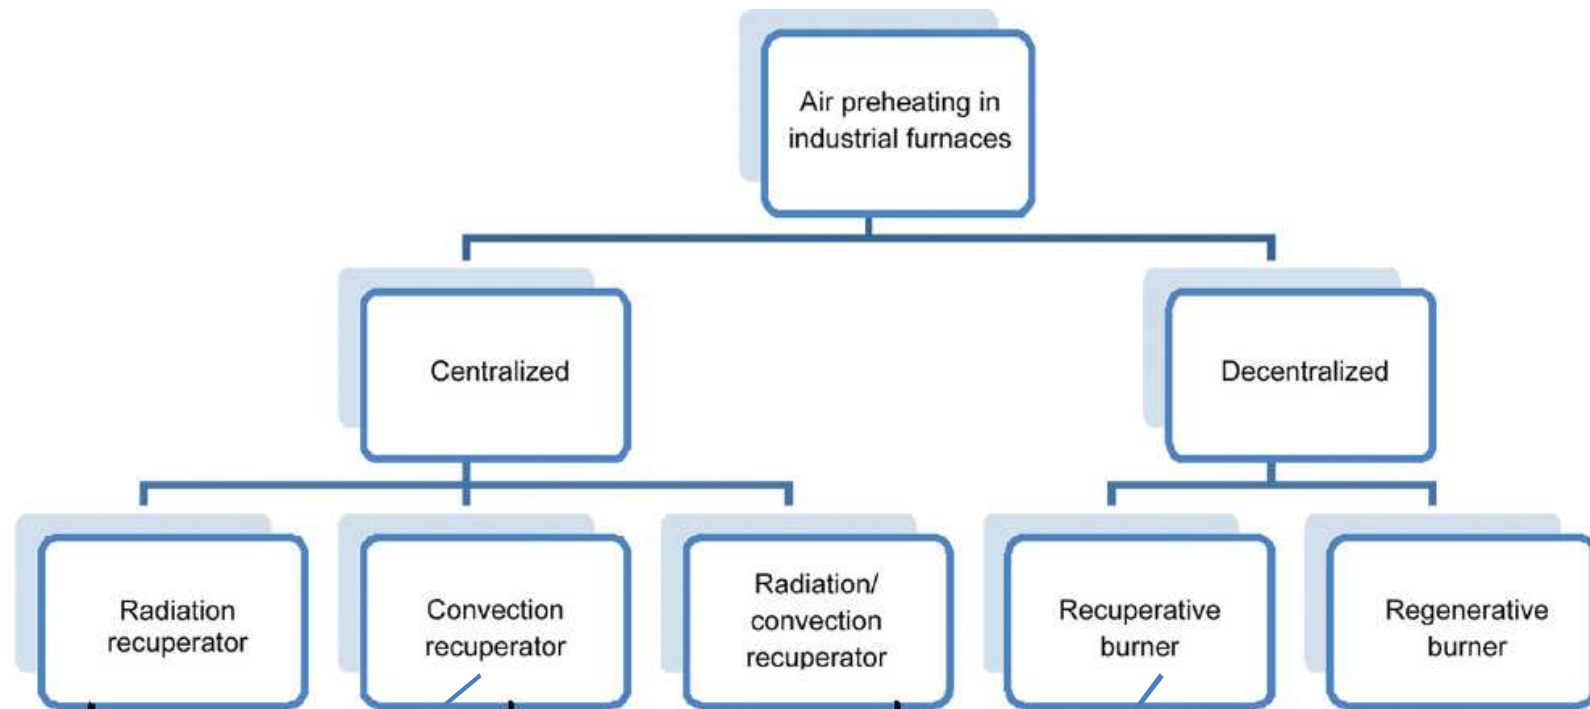 Air preheating in
industrial furnaces
Centralized
Decentralized
Radiation
recuperator
Convection
recuperator
Radiation/
convection
recuperator
Recuperative
burner
Regenerative
burner